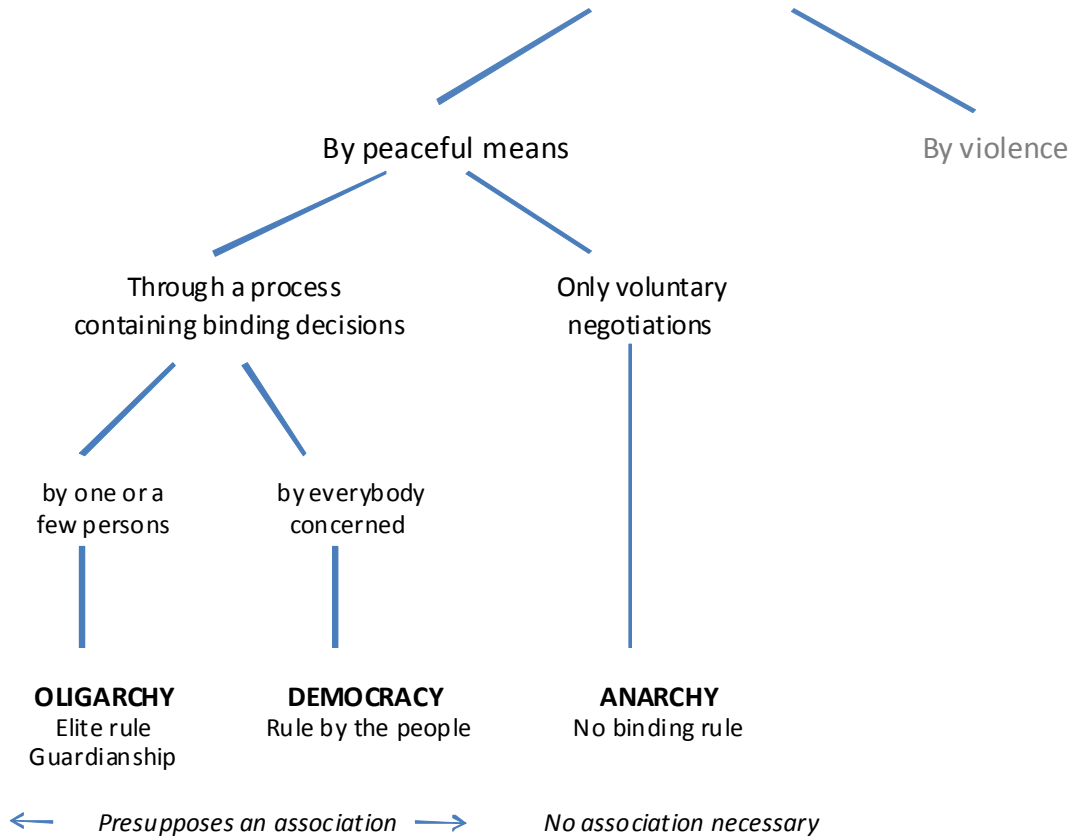 By peaceful means
By violence
Through a process
containing binding decisions
Only voluntary
negotiations
by one or a
few persons
by everybody
concerned
OLIGARCHY
Elite rule
Guardianship
DEMOCRACY
Rule by the people
ANARCHY
No binding rule
Presupposes an association
No association necessary